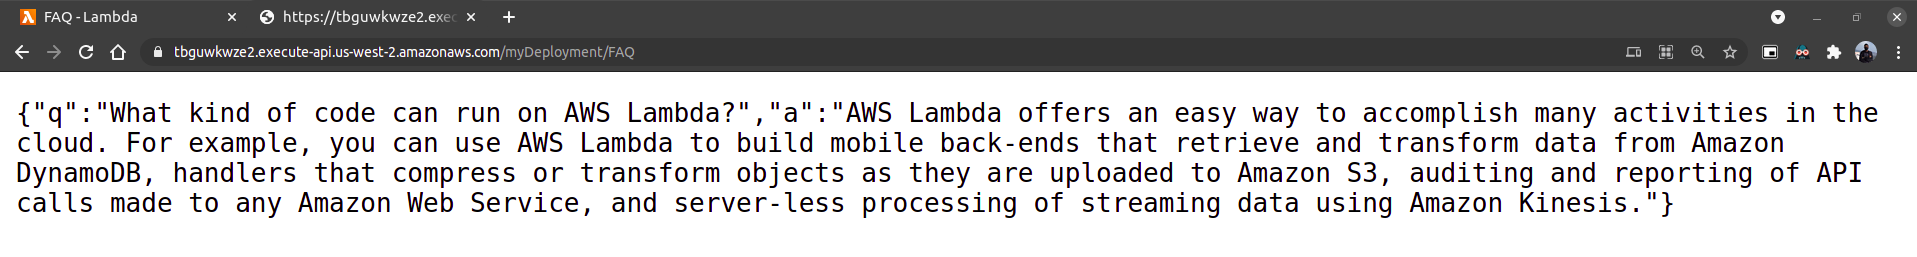 FAQ - Lambda
https://tbguwkwze2.exec
tbguwkwze2.execute-api.us-west-2.amazonaws.com/myDeployment/FAQ
{"q":"What kind of code can run on AWS Lambda?","a":"AWS Lambda offers an easy way to accomplish many activities in the
cloud. For example, you can use AWS Lambda to build mobile back-ends that retrieve and transform data from Amazon
DynamoDB, handlers that compress or transform objects as they are uploaded to Amazon S3, auditing and reporting of API
calls made to any Amazon Web Service, and server-less processing of streaming data using Amazon Kinesis."}